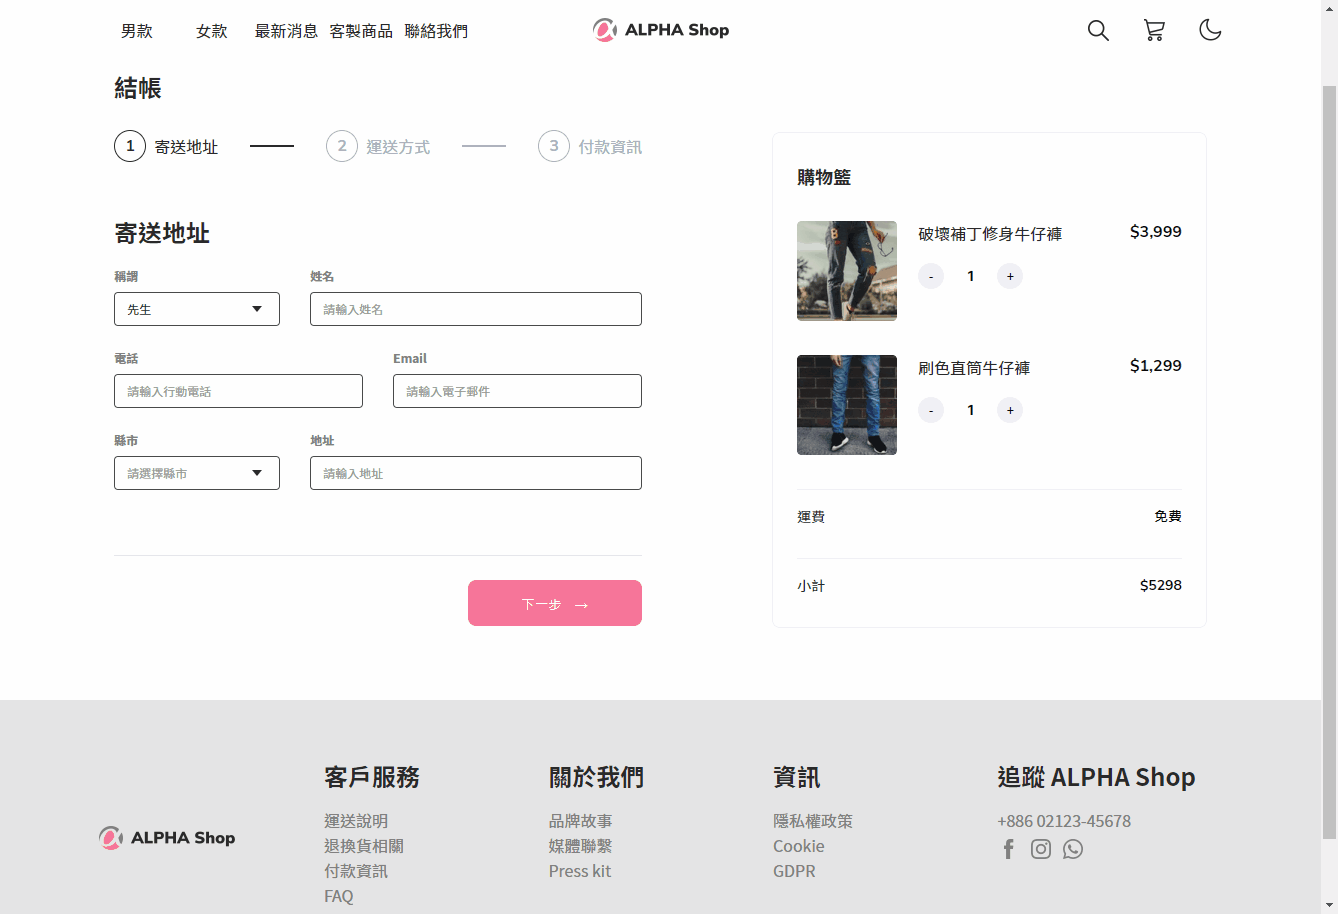 男款 女款 最新消息 客製商品 聯絡我們 ALPHA Shop
結帳
1 寄送地址 2 運送方式 3 付款資訊
寄送地址
稱謂 姓名
先生 請輸入姓名
電話 Email
請輸入行動電話 請輸入電子郵件
縣市 地址
請選擇縣市 請輸入地址
下一步 →
購物籃
破壞補丁修身牛仔褲 $3,999
- 1 +
刷色直筒牛仔褲 $1,299
- 1 +
運費 免費
小計 $5298
ALPHA Shop
客戶服務
運送說明
退換貨相關
付款資訊
FAQ
關於我們
品牌故事
媒體聯繫
Press kit
資訊
隱私權政策
Cookie
GDPR
追蹤 ALPHA Shop
+886 02123-45678